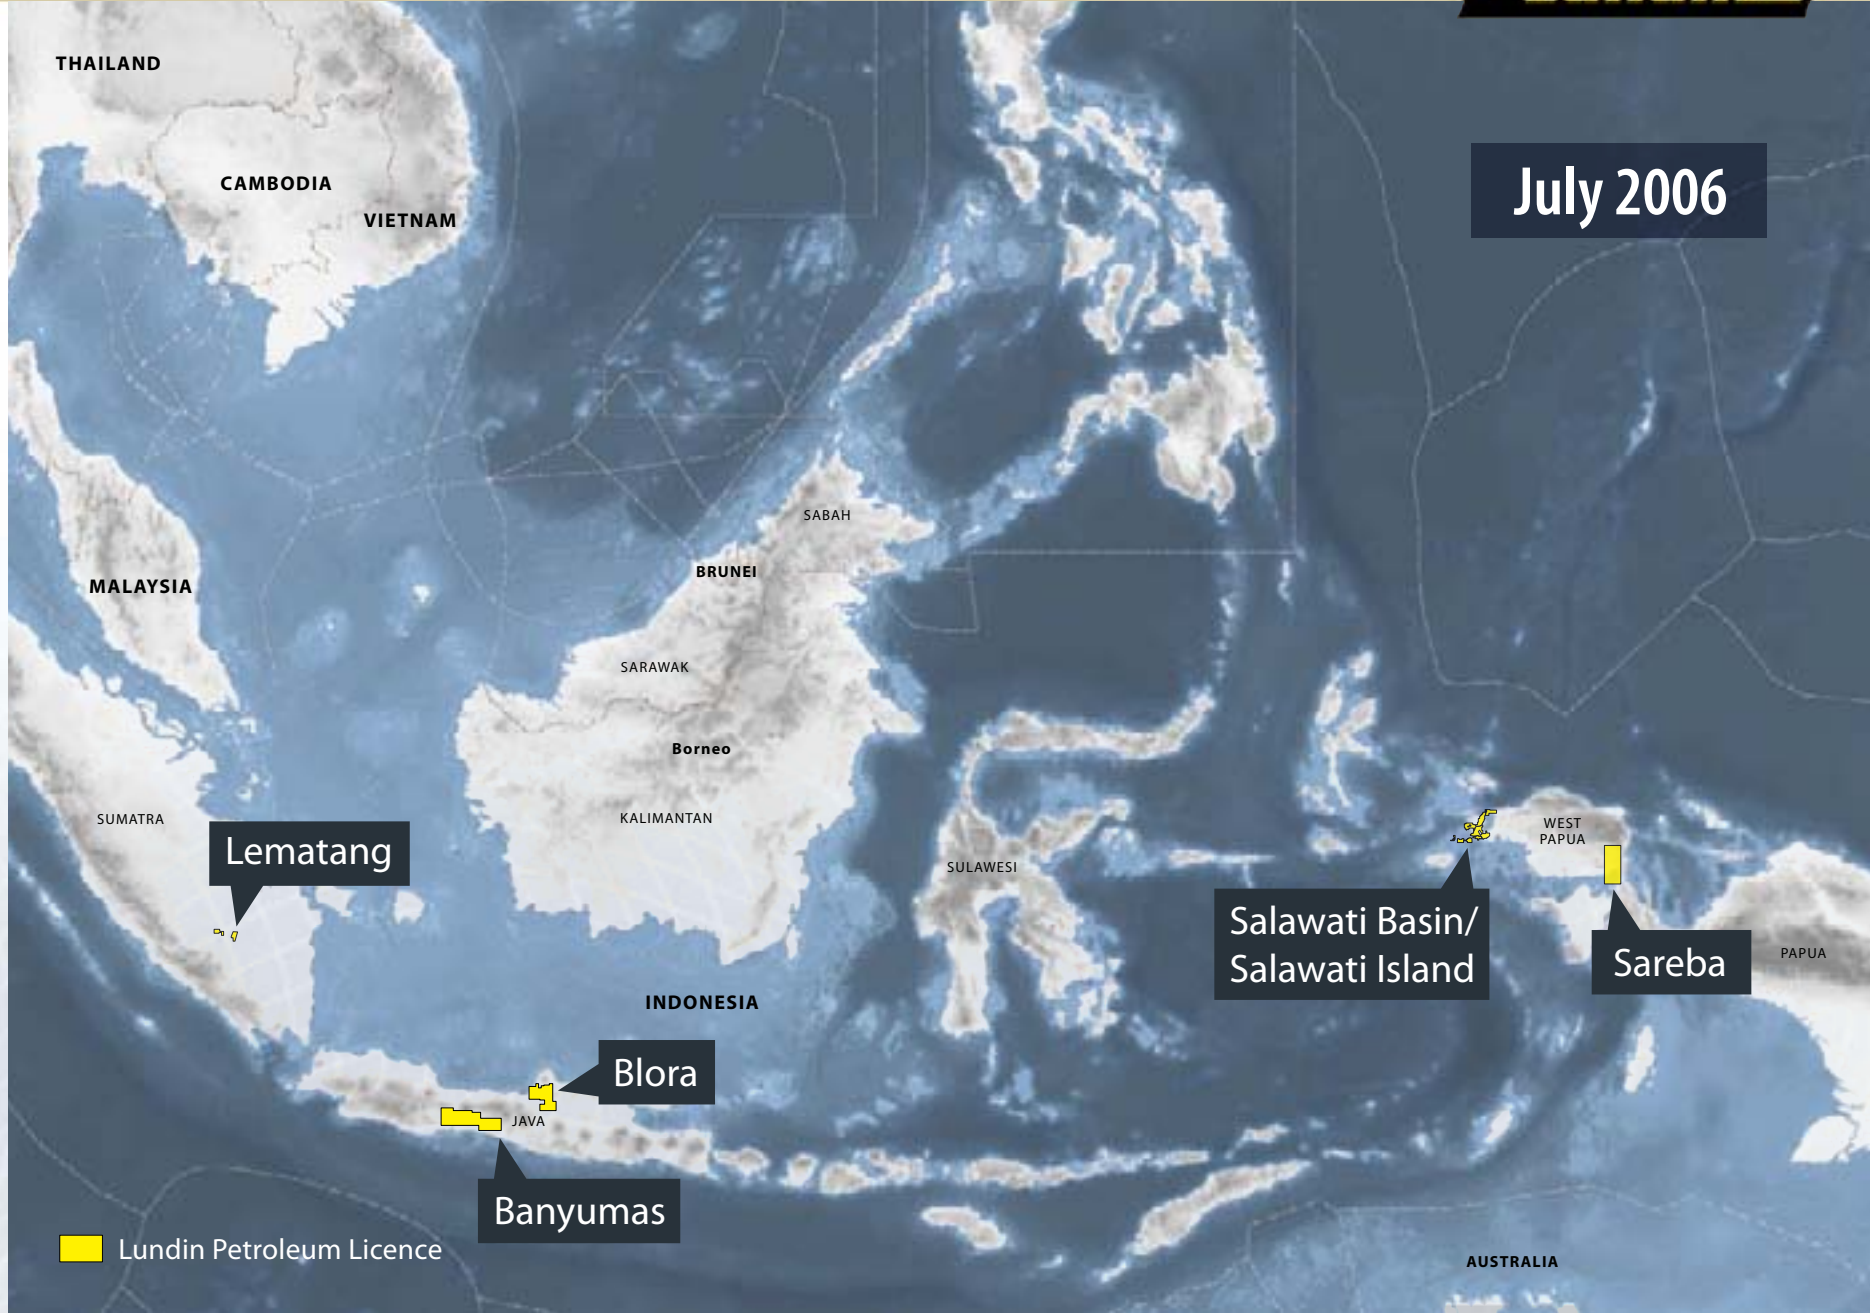 THAILAND
July 2006
CAMBODIA
VIETNAM
SABAH
BRUNEI
MALAYSIA
SARAWAK
Borneo
SUMATRA
KALIMANTAN
WEST
PAPUA
Lematang
SULAWESI
Salawati Basin/
Salawati Island
Sareba
PAPUA
INDONESIA
Blora
JAVA
Banyumas
Lundin Petroleum Licence
AUSTRALIA